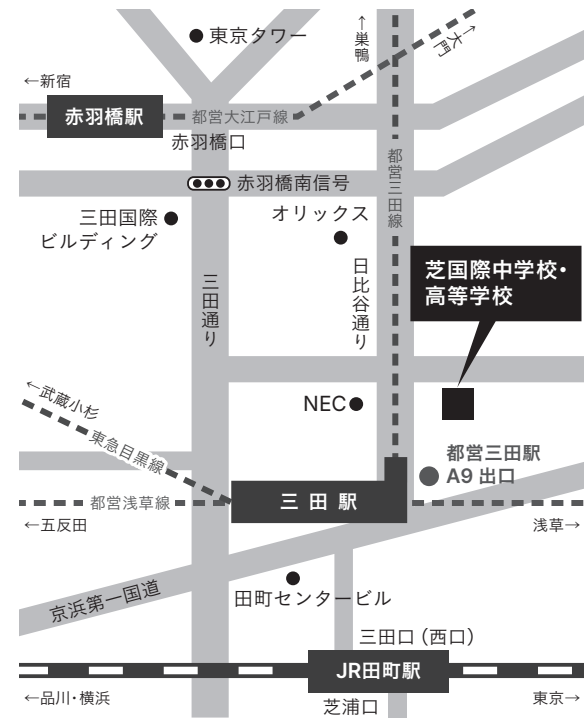 東京タワー
↑巣鴨
↑大門
←新宿
赤羽橋駅
都営大江戸線
赤羽橋口
都営三田線
赤羽橋南信号
三田国際
ビルディング
オリックス
三田通り
日比谷通り
芝国際中学校・
高等学校
←武蔵小杉
東急目黒線
NEC
都営三田駅
A9 出口
三田駅
都営浅草線
←五反田
浅草→
京浜第一国道
田町センタービル
三田口（西口）
JR田町駅
←品川・横浜
芝浦口
東京→